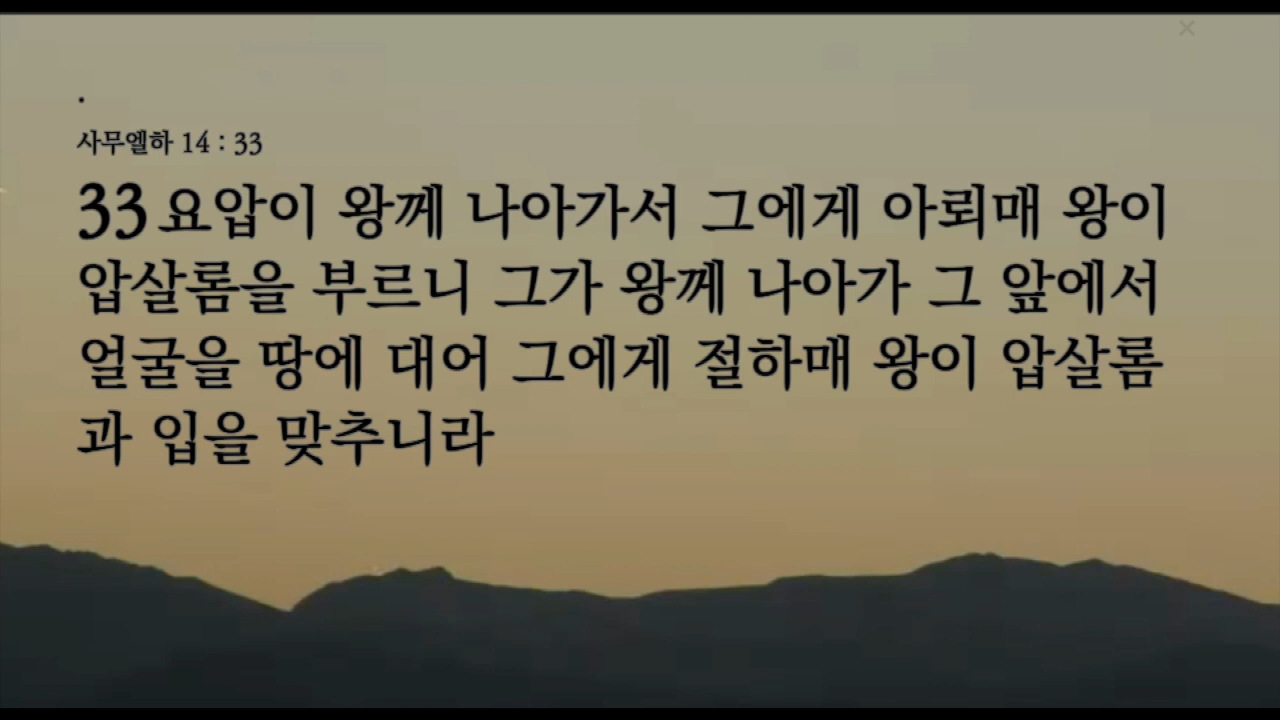 .
사무엘하 14 : 33
33 요압이 왕께 나아가서 그에게 아뢰매 왕이
압살롬을 부르니 그가 왕께 나아가 그 앞에서
얼굴을 땅에 대어 그에게 절하매 왕이 압살롬
과 입을 맞추니라